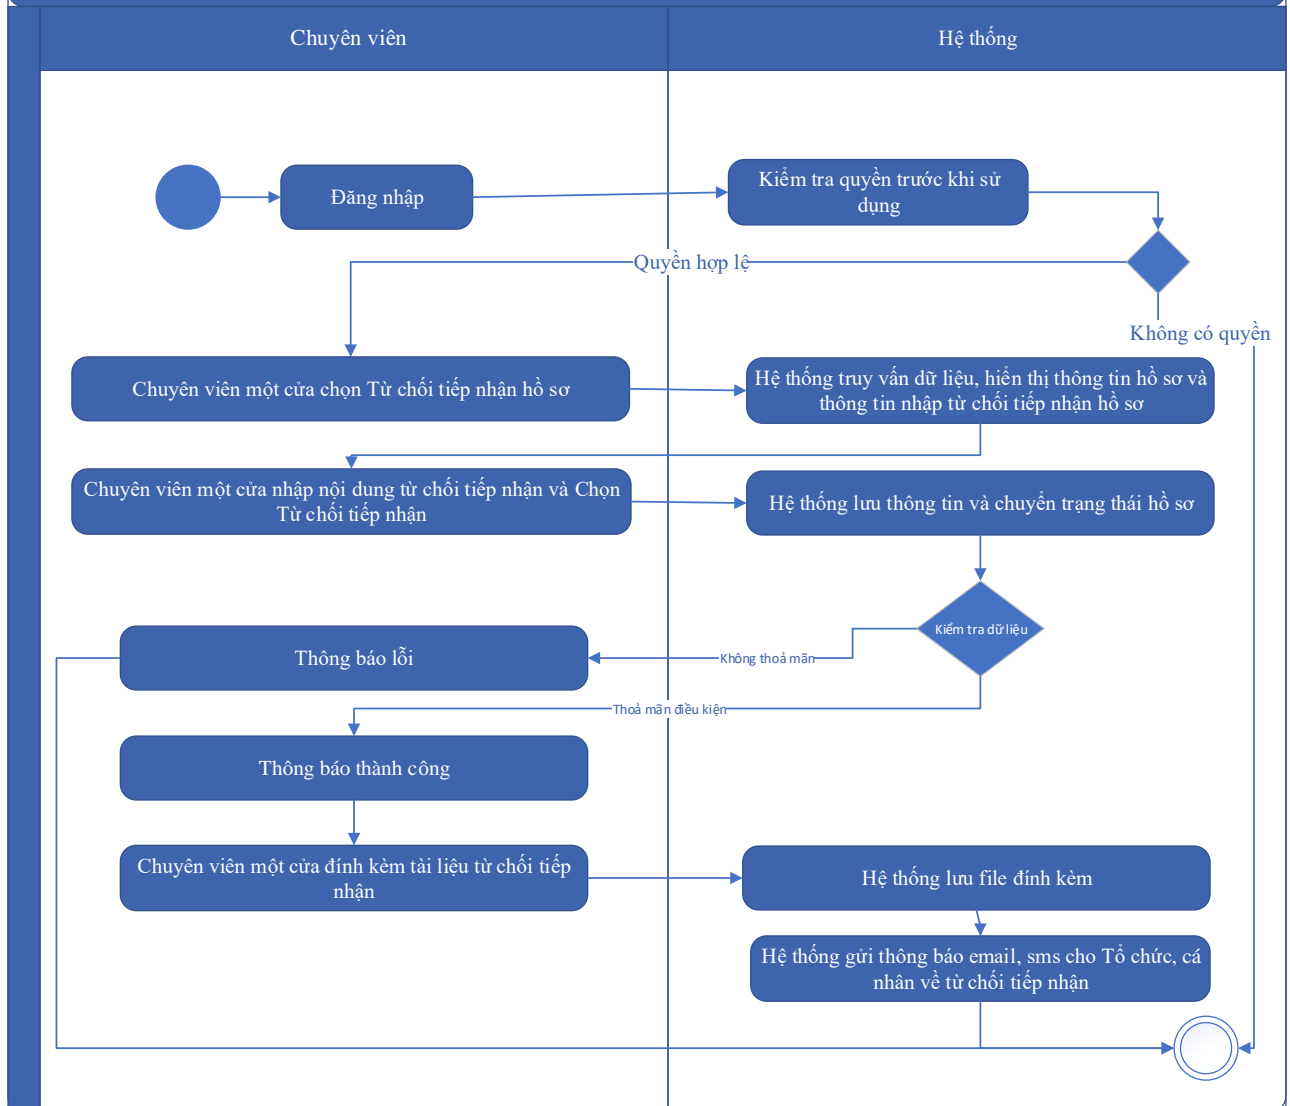 Chuyên viên
Hệ thống
Đăng nhập
Kiểm tra quyền trước khi sử
dụng
Quyền hợp lệ
Không có quyền
Chuyên viên một cửa chọn Từ chối tiếp nhận hồ sơ
Hệ thống truy vấn dữ liệu, hiển thị thông tin hồ sơ và
thông tin nhập từ chối tiếp nhận hồ sơ
Chuyên viên một cửa nhập nội dung từ chối tiếp nhận và Chọn
Từ chối tiếp nhận
Hệ thống lưu thông tin và chuyển trạng thái hồ sơ
Kiểm tra dữ liệu
Thông báo lỗi
Không thoả mãn
Thoả mãn điều kiện
Thông báo thành công
Chuyên viên một cửa đính kèm tài liệu từ chối tiếp
nhận
Hệ thống lưu file đính kèm
Hệ thống gửi thông báo email, sms cho Tổ chức, cá
nhân về từ chối tiếp nhận